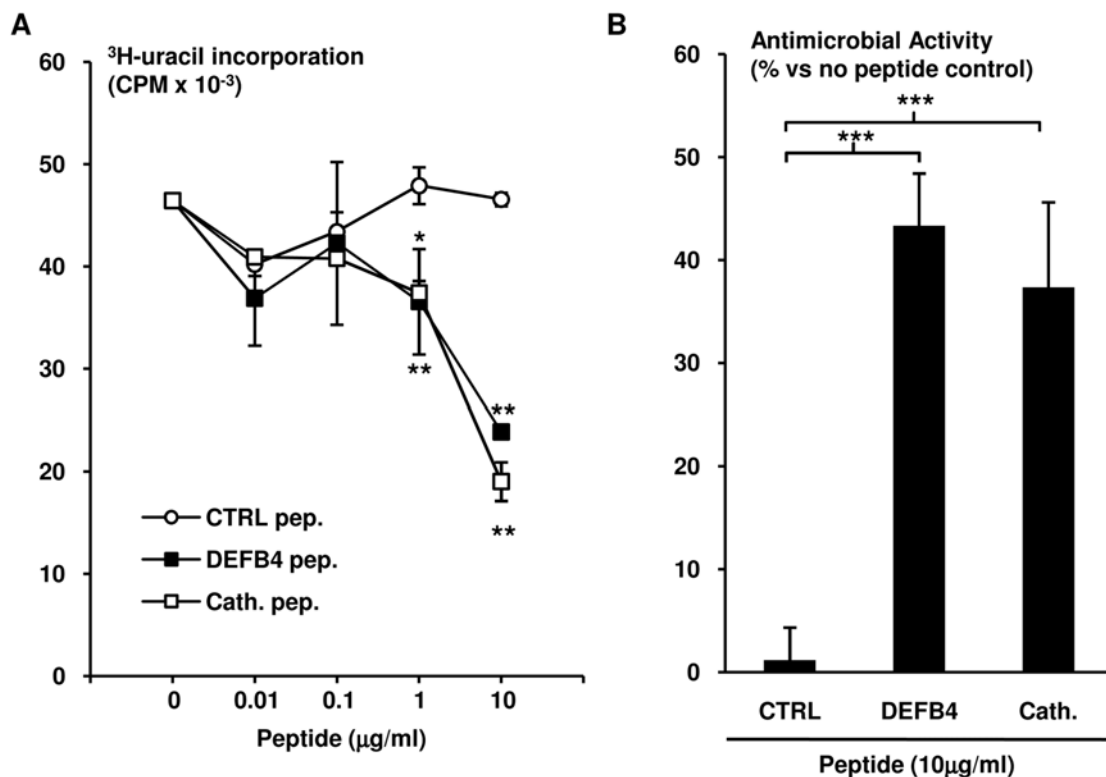 A
³H-uracil incorporation
(CPM x 10⁻³)
60
50
40
30
20
10
0
*
**
**
**
CTRL pep.
DEFB4 pep.
Cath. pep.
0 0.01 0.1 1 10
Peptide (μg/ml)
B
Antimicrobial Activity
(% vs no peptide control)
60
50
40
30
20
10
0
***
***
CTRL DEFB4 Cath.
Peptide (10μg/ml)